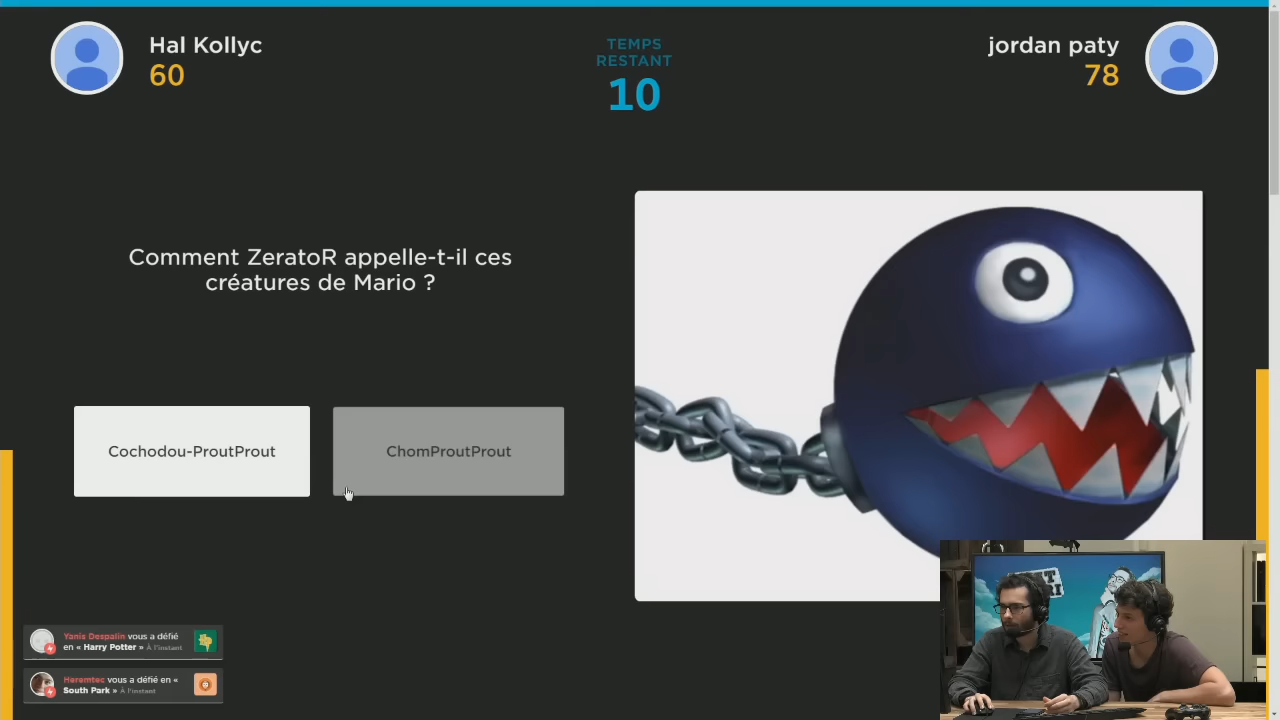 Hal Kollyc
60
TEMPS
RESTANT
10
jordan paty
78
Comment ZeratoR appelle-t-il ces
créatures de Mario ?
Cochodou-ProutProut
ChomProutProut
Yanis Despalin vous a défié
en « Harry Potter » À l'instant
Heremtec vous a défié en «
South Park » À l'instant